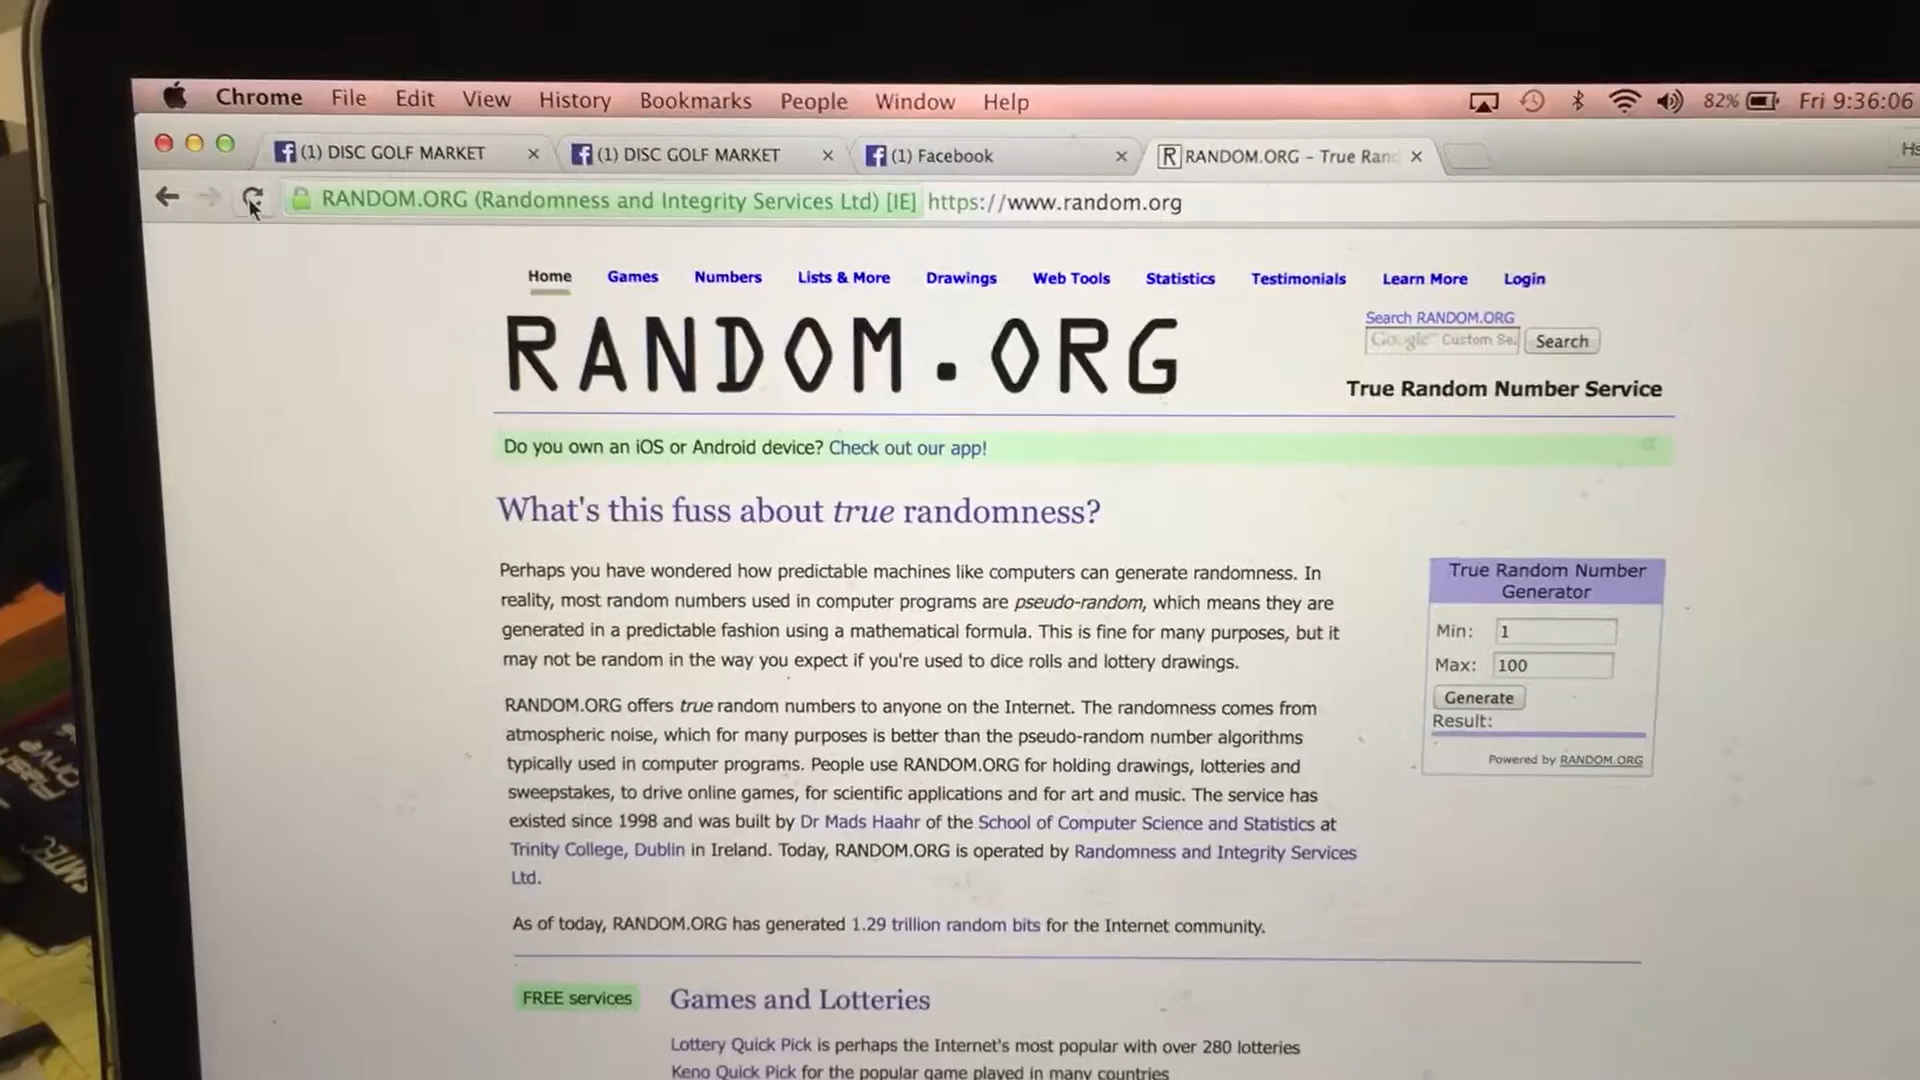 Chrome File Edit View History Bookmarks People Window Help 82% Fri 9:36:06
(1) DISC GOLF MARKET (1) DISC GOLF MARKET (1) Facebook RANDOM.ORG - True Ran
RANDOM.ORG (Randomness and Integrity Services Ltd) [IE] https://www.random.org
Home Games Numbers Lists & More Drawings Web Tools Statistics Testimonials Learn More Login
RANDOM.ORG
Search RANDOM.ORG
Google Custom Se Search
True Random Number Service
Do you own an iOS or Android device? Check out our app!
What's this fuss about true randomness?
Perhaps you have wondered how predictable machines like computers can generate randomness. In
reality, most random numbers used in computer programs are pseudo-random, which means they are
generated in a predictable fashion using a mathematical formula. This is fine for many purposes, but it
may not be random in the way you expect if you're used to dice rolls and lottery drawings.
RANDOM.ORG offers true random numbers to anyone on the Internet. The randomness comes from
atmospheric noise, which for many purposes is better than the pseudo-random number algorithms
typically used in computer programs. People use RANDOM.ORG for holding drawings, lotteries and
sweepstakes, to drive online games, for scientific applications and for art and music. The service has
existed since 1998 and was built by Dr Mads Haahr of the School of Computer Science and Statistics at
Trinity College, Dublin in Ireland. Today, RANDOM.ORG is operated by Randomness and Integrity Services
Ltd.
As of today, RANDOM.ORG has generated 1.29 trillion random bits for the Internet community.
True Random Number
Generator
Min: 1
Max: 100
Generate
Result:
Powered by RANDOM.ORG
FREE services
Games and Lotteries
Lottery Quick Pick is perhaps the Internet's most popular with over 280 lotteries
Keno Quick Pick for the popular game played in many countries